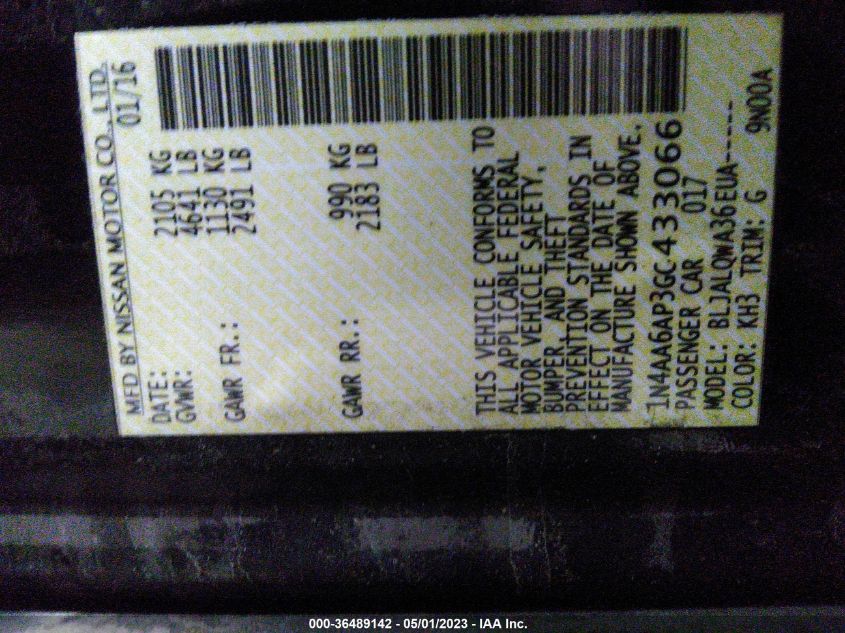 MFD BY NISSAN MOTOR CO., LTD.
DATE: 01/16
GVWR: 2105 KG
4641 LB
GAWR FR.: 1130 KG
2491 LB
GAWR RR.: 990 KG
2183 LB
THIS VEHICLE CONFORMS TO
ALL APPLICABLE FEDERAL
MOTOR VEHICLE SAFETY,
BUMPER, AND THEFT
PREVENTION STANDARDS IN
EFFECT ON THE DATE OF
MANUFACTURE SHOWN ABOVE.
1N4AA6AP3GC433066
PASSENGER CAR 017
MODEL: BLJALQWA36EUA-----
COLOR: KH3 TRIM: G 9N00A
000-36489142 - 05/01/2023 - IAA Inc.